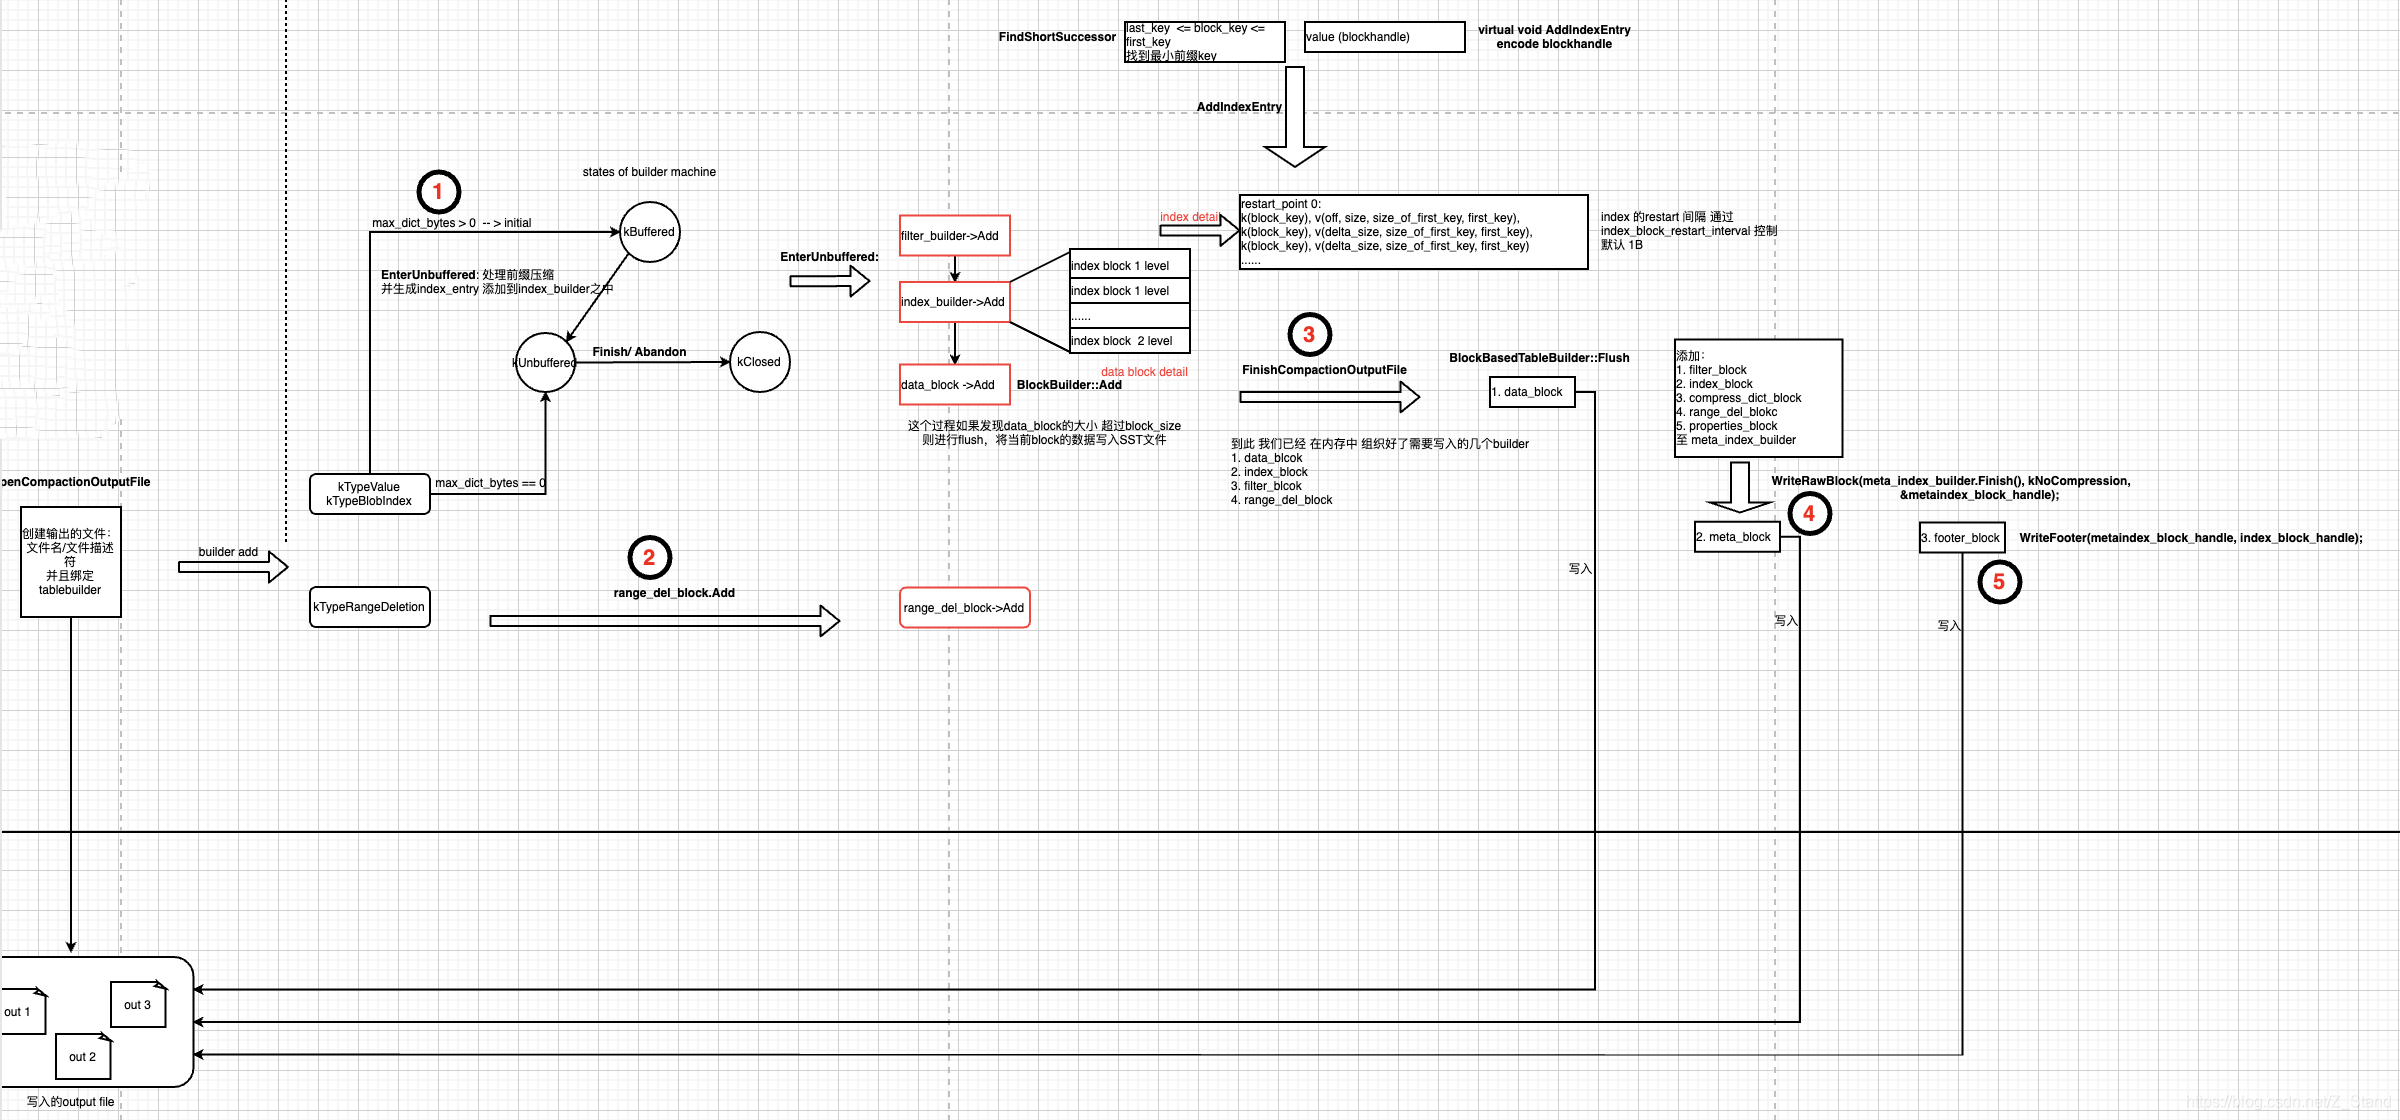 FindShortSuccessor
last_key <= block_key <=
first_key
找到最小前缀key
value (blockhandle)
virtual void AddIndexEntry
encode blockhandle
AddIndexEntry
states of builder machine
1
max_dict_bytes > 0 -- > initial
kBuffered
EnterUnbuffered: 处理前缀压缩
并生成index_entry 添加到index_builder之中
kUnbuffered
Finish/ Abandon
kClosed
kTypeValue
kTypeBlobIndex
max_dict_bytes == 0
EnterUnbuffered:
filter_builder->Add
index_builder->Add
data_block ->Add
BlockBuilder::Add
index block 1 level
index block 1 level
......
index block 2 level
data block detail
index detail
restart_point 0:
k(block_key), v(off, size, size_of_first_key, first_key),
k(block_key), v(delta_size, size_of_first_key, first_key),
k(block_key), v(delta_size, size_of_first_key, first_key)
......
index 的restart 间隔 通过
index_block_restart_interval 控制
默认 1B
这个过程如果发现data_block的大小 超过block_size
则进行flush，将当前block的数据写入SST文件
3
FinishCompactionOutputFile
到此 我们已经 在内存中 组织好了需要写入的几个builder
1. data_blcok
2. index_block
3. filter_blcok
4. range_del_block
BlockBasedTableBuilder::Flush
1. data_block
写入
添加：
1. filter_block
2. index_block
3. compress_dict_block
4. range_del_blokc
5. properties_block
至 meta_index_builder
WriteRawBlock(meta_index_builder.Finish(), kNoCompression,
&metaindex_block_handle);
4
2. meta_block
写入
3. footer_block
WriteFooter(metaindex_block_handle, index_block_handle);
5
写入
penCompactionOutputFile
创建输出的文件：
文件名/文件描述
符
并且绑定
tablebuilder
builder add
kTypeRangeDeletion
2
range_del_block.Add
range_del_block->Add
out 1
out 3
out 2
写入的output file
https://blog.csdn.net/Z_Stand